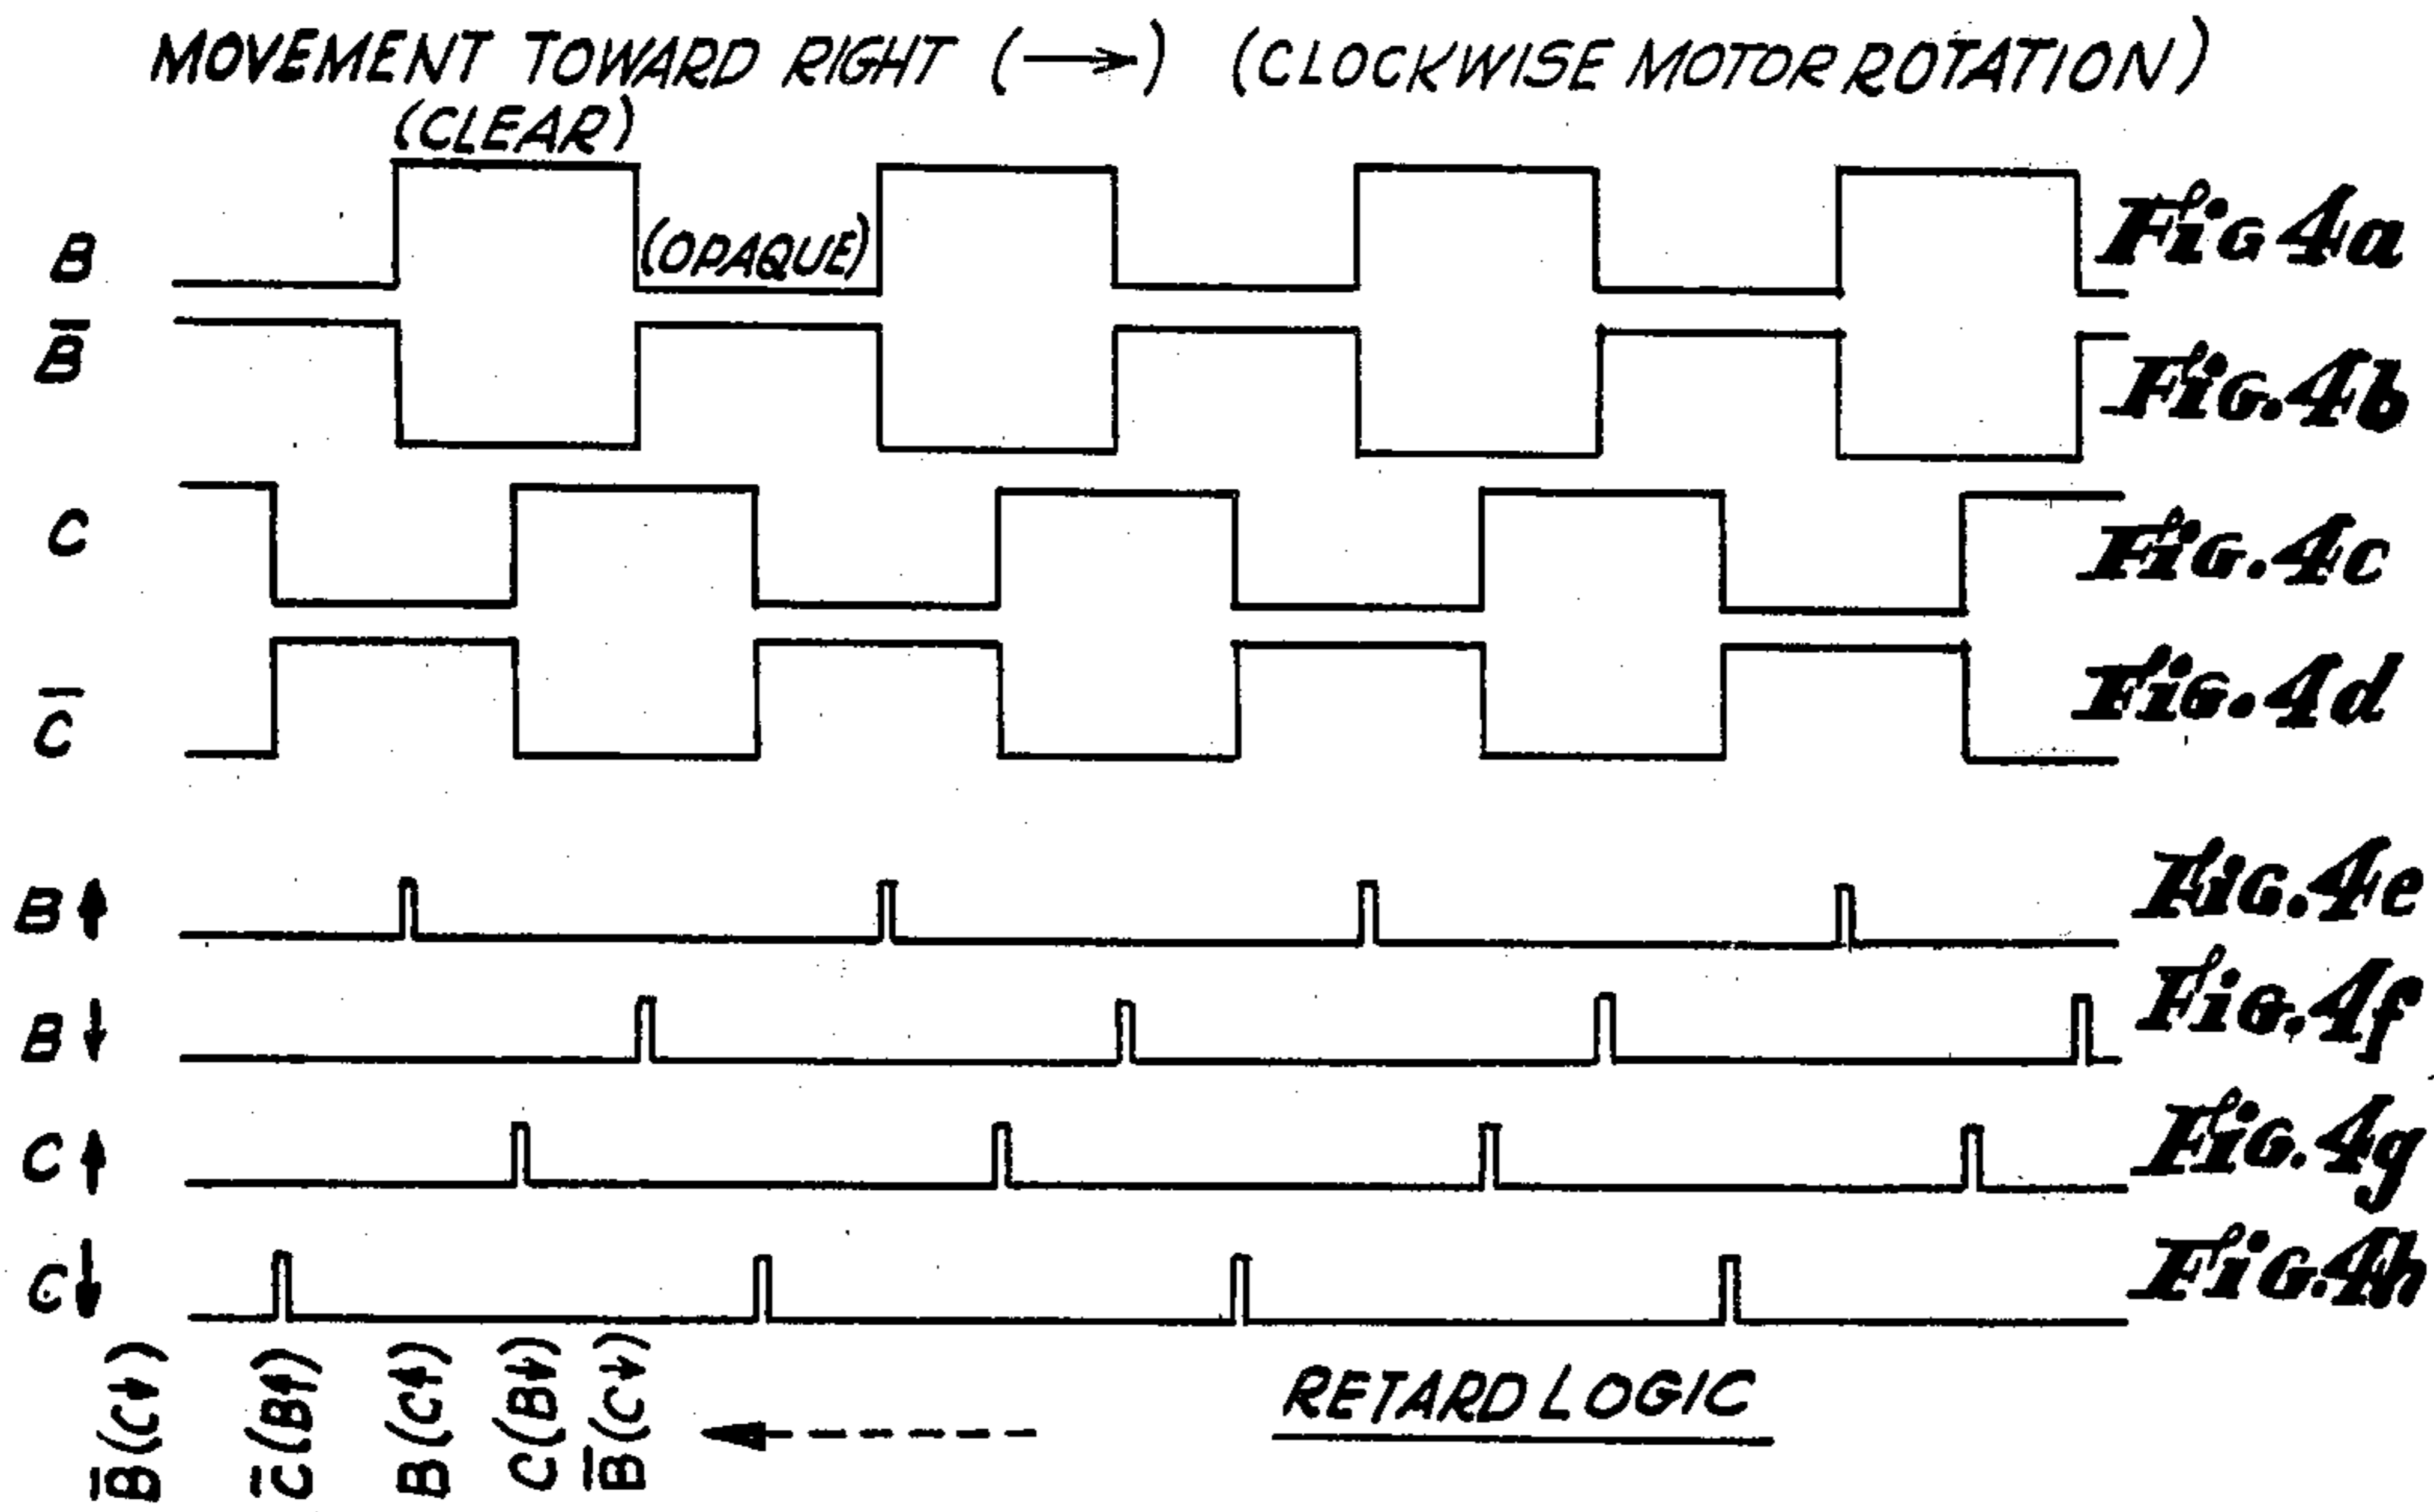 MOVEMENT TOWARD RIGHT (→) (CLOCKWISE MOTOR ROTATION)
(CLEAR)
B
(OPAQUE)
Fig 4a
B̅
Fig. 4b
C
Fig. 4c
C̅
Fig. 4d
B↑
Fig. 4e
B↓
Fig. 4f
C↑
Fig. 4g
C↓
Fig. 4h
B̅(C↓)
C̅(B↑)
B(C↑)
C(B↓)
B̅(C↓)
RETARD LOGIC